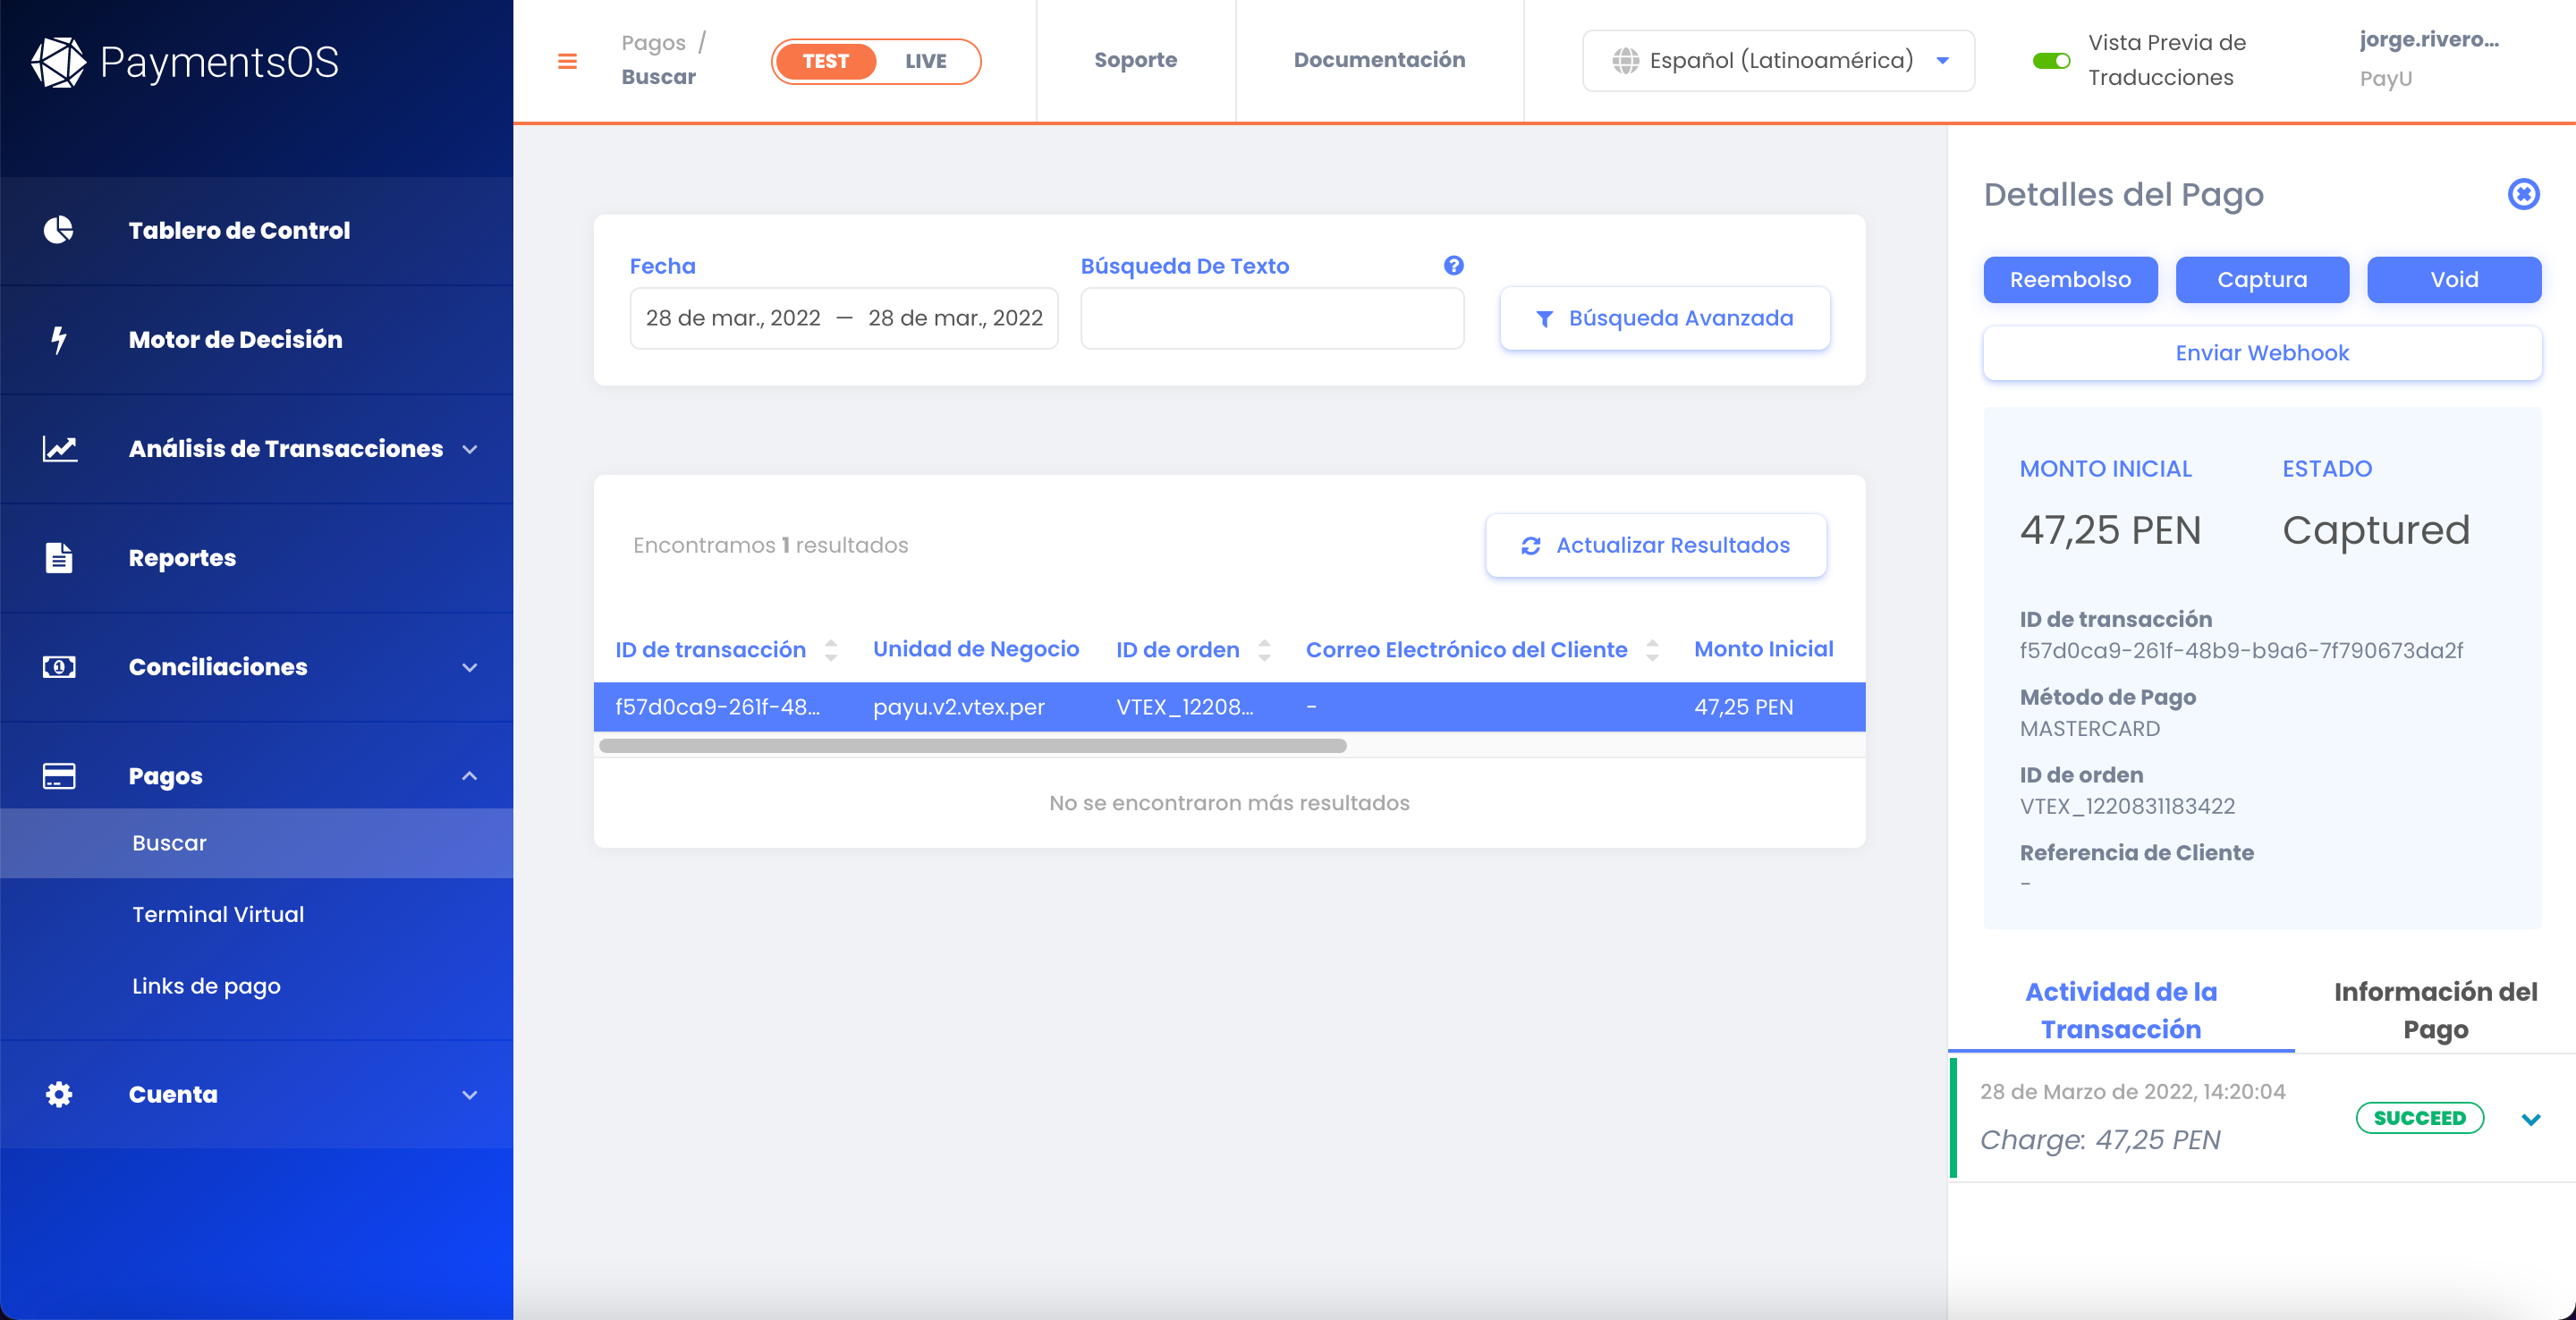 PaymentsOS
Tablero de Control
Motor de Decisión
Análisis de Transacciones
Reportes
Conciliaciones
Pagos
Buscar
Terminal Virtual
Links de pago
Cuenta
Pagos /
Buscar
TEST LIVE
Soporte
Documentación
Español (Latinoamérica)
Vista Previa de
Traducciones
jorge.rivero...
PayU
Fecha
28 de mar., 2022 — 28 de mar., 2022
Búsqueda De Texto
Búsqueda Avanzada
Encontramos 1 resultados
Actualizar Resultados
ID de transacción Unidad de Negocio ID de orden Correo Electrónico del Cliente Monto Inicial
f57d0ca9-261f-48... payu.v2.vtex.per VTEX_12208... - 47,25 PEN
No se encontraron más resultados
Detalles del Pago
Reembolso Captura Void
Enviar Webhook
MONTO INICIAL ESTADO
47,25 PEN Captured
ID de transacción
f57d0ca9-261f-48b9-b9a6-7f790673da2f
Método de Pago
MASTERCARD
ID de orden
VTEX_1220831183422
Referencia de Cliente
-
Actividad de la
Transacción
Información del
Pago
28 de Marzo de 2022, 14:20:04
Charge: 47,25 PEN
SUCCEED